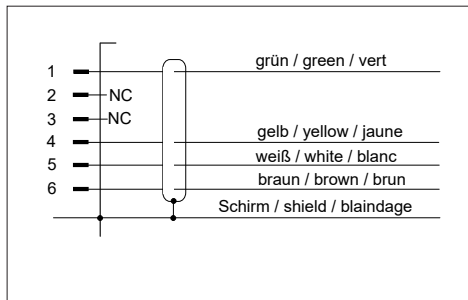 1 grün / green / vert
2 NC
3 NC
4 gelb / yellow / jaune
5 weiß / white / blanc
6 braun / brown / brun
Schirm / shield / blaindage